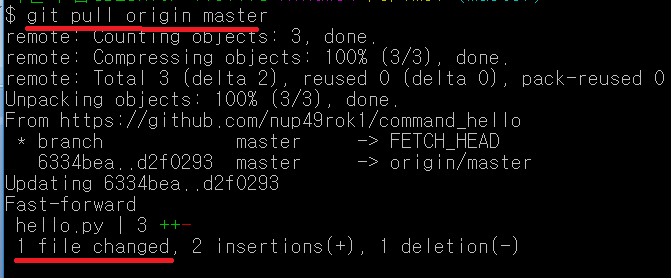 $ git pull origin master
remote: Counting objects: 3, done.
remote: Compressing objects: 100% (3/3), done.
remote: Total 3 (delta 2), reused 0 (delta 0), pack-reused 0
Unpacking objects: 100% (3/3), done.
From https://github.com/nup49rok1/command_hello
 * branch            master     -> FETCH_HEAD
   6334bea..d2f0293  master     -> origin/master
Updating 6334bea..d2f0293
Fast-forward
 hello.py | 3 ++-
 1 file changed, 2 insertions(+), 1 deletion(-)